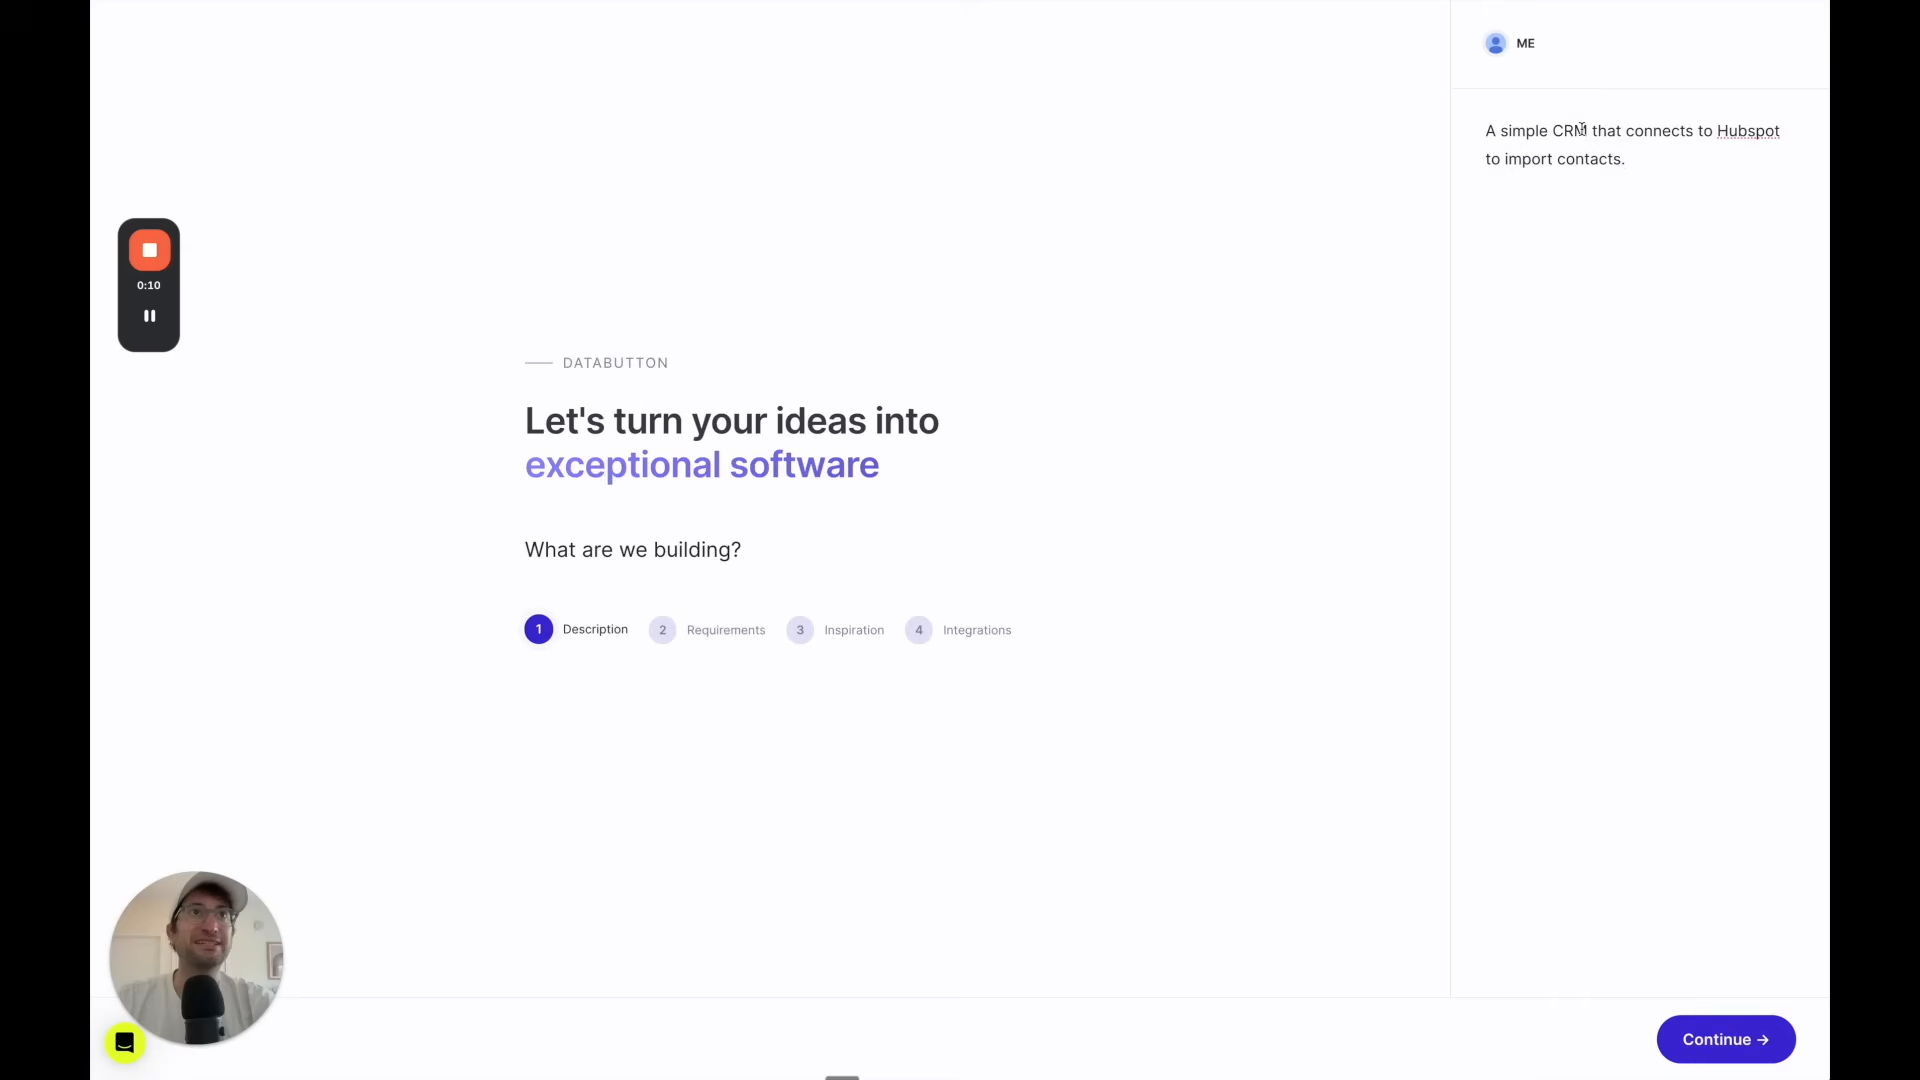 ME
A simple CRM that connects to Hubspot
to import contacts.
0:10
DATABUTTON
Let's turn your ideas into
exceptional software
What are we building?
1 Description 2 Requirements 3 Inspiration 4 Integrations
Continue →